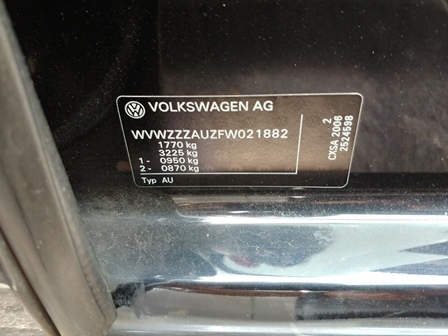 VOLKSWAGEN AG
WVWZZZAUZFW021882
1770 kg
3225 kg
1 - 0950 kg
2 - 0870 kg
Typ AU
2
CXSA 2006
2524598